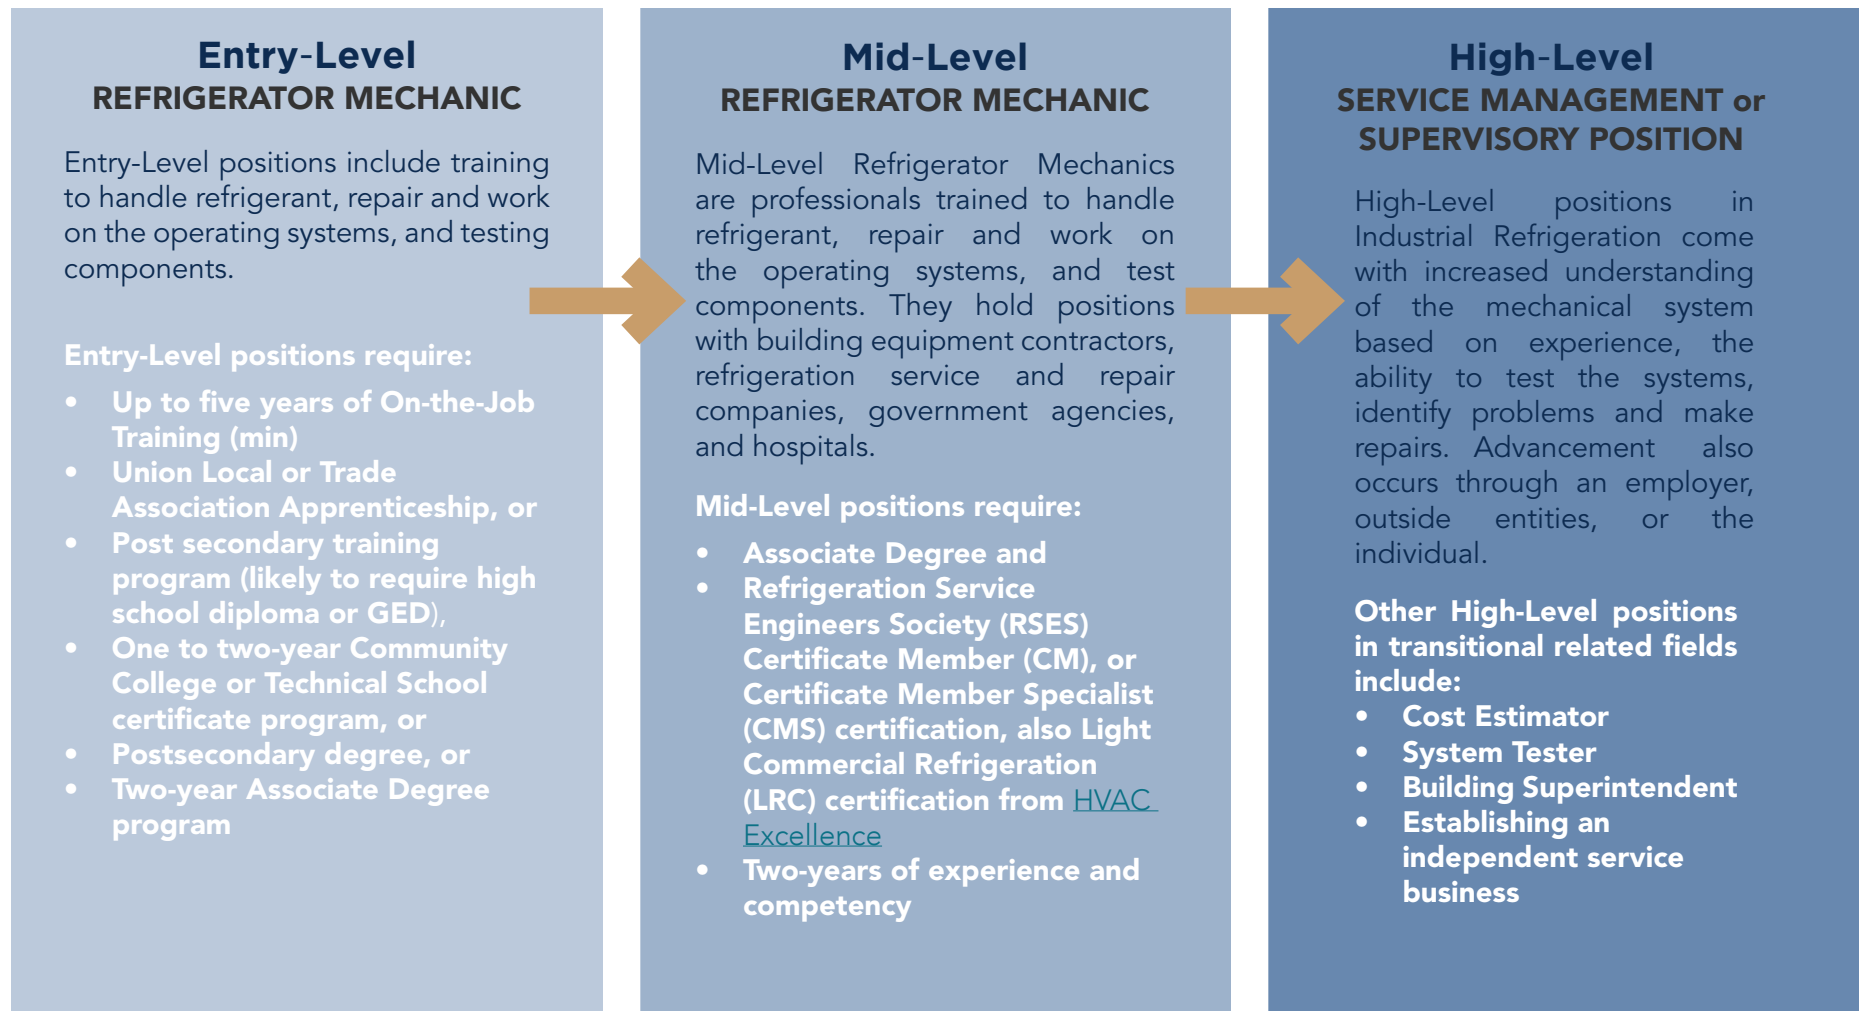 Entry-Level
REFRIGERATOR MECHANIC
Entry-Level positions include training
to handle refrigerant, repair and work
on the operating systems, and testing
components.
Entry-Level positions require:
• Up to five years of On-the-Job
Training (min)
• Union Local or Trade
Association Apprenticeship, or
• Post secondary training
program (likely to require high
school diploma or GED),
• One to two-year Community
College or Technical School
certificate program, or
• Postsecondary degree, or
• Two-year Associate Degree
program
Mid-Level
REFRIGERATOR MECHANIC
Mid-Level Refrigerator Mechanics
are professionals trained to handle
refrigerant, repair and work on
the operating systems, and test
components. They hold positions
with building equipment contractors,
refrigeration service and repair
companies, government agencies,
and hospitals.
Mid-Level positions require:
• Associate Degree and
• Refrigeration Service
Engineers Society (RSES)
Certificate Member (CM), or
Certificate Member Specialist
(CMS) certification, also Light
Commercial Refrigeration
(LRC) certification from HVAC
Excellence
• Two-years of experience and
competency
High-Level
SERVICE MANAGEMENT or
SUPERVISORY POSITION
High-Level positions in
Industrial Refrigeration come
with increased understanding
of the mechanical system
based on experience, the
ability to test the systems,
identify problems and make
repairs. Advancement also
occurs through an employer,
outside entities, or the
individual.
Other High-Level positions
in transitional related fields
include:
• Cost Estimator
• System Tester
• Building Superintendent
• Establishing an
independent service
business